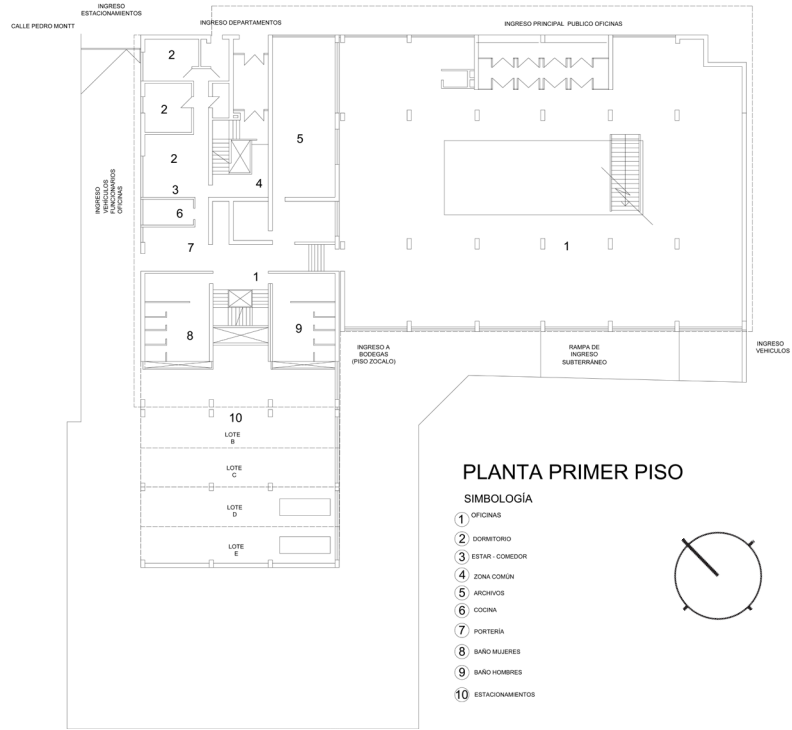 INGRESO
ESTACIONAMIENTOS
CALLE PEDRO MONTT
INGRESO DEPARTAMENTOS
INGRESO PRINCIPAL PUBLICO OFICINAS
2
2
5
2
4
3
INGRESO
VEHÍCULOS
FUNCIONARIOS
OFICINAS
6
7
1
1
8
9
INGRESO A
BODEGAS
(PISO ZOCALO)
RAMPA DE
INGRESO
SUBTERRÁNEO
INGRESO
VEHICULOS
10
LOTE
B
LOTE
C
LOTE
D
LOTE
E
PLANTA PRIMER PISO
SIMBOLOGÍA
1 OFICINAS
2 DORMITORIO
3 ESTAR - COMEDOR
4 ZONA COMÚN
5 ARCHIVOS
6 COCINA
7 PORTERÍA
8 BAÑO MUJERES
9 BAÑO HOMBRES
10 ESTACIONAMIENTOS